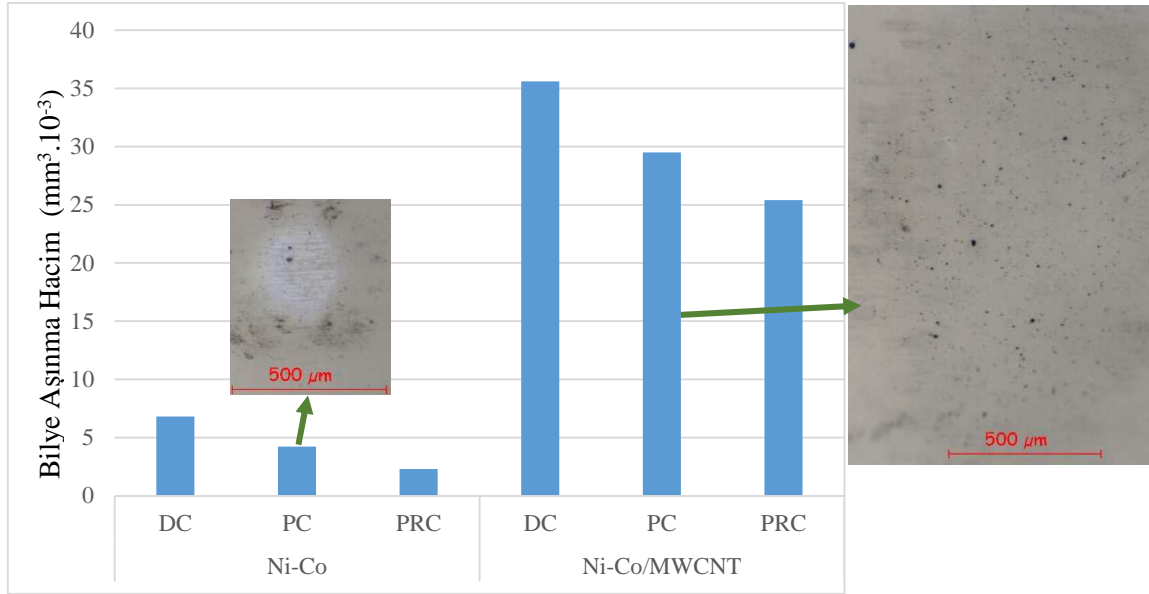 Bilye Aşınma Hacim (mm³.10⁻³)
40
35
30
25
20
15
10
5
0
500 µm
500 µm
DC
PC
PRC
DC
PC
PRC
Ni-Co
Ni-Co/MWCNT